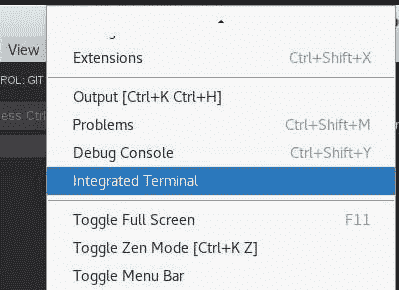 View
Extensions Ctrl+Shift+X
ROL: GIT
Output [Ctrl+K Ctrl+H]
ess Ctrl
Problems Ctrl+Shift+M
Debug Console Ctrl+Shift+Y
Integrated Terminal
Toggle Full Screen F11
Toggle Zen Mode [Ctrl+K Z]
Toggle Menu Bar